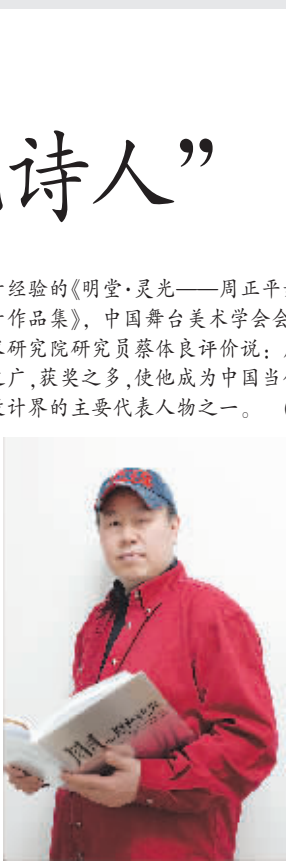 诗人”
计经验的《明堂·灵光——周正平
作品集》，中国舞台美术学会会
研究院研究员蔡体良评价说：
之广，获奖之多，使他成为中国当
设计界的主要代表人物之一。（